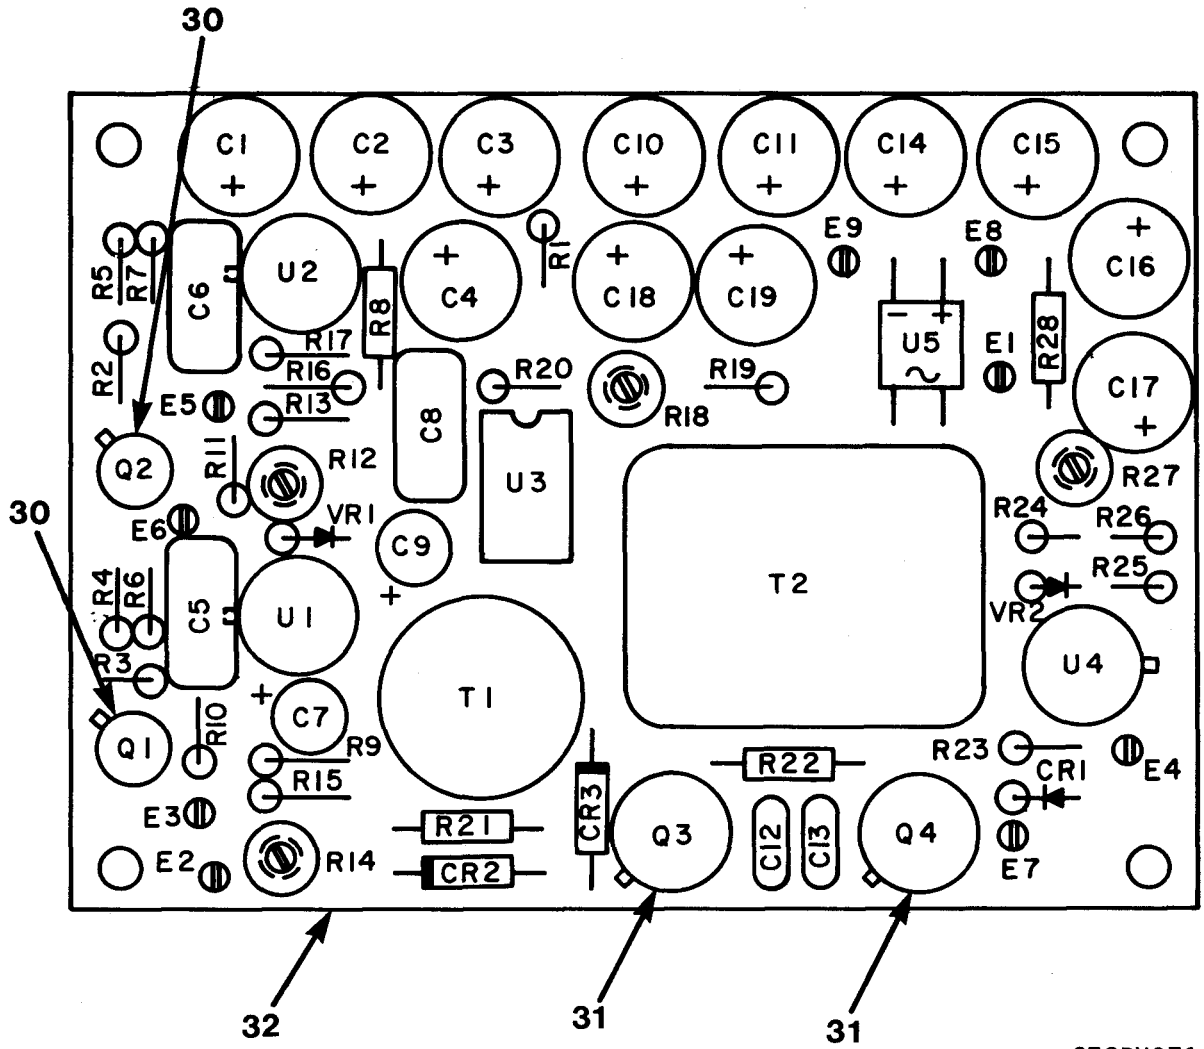 30
C1 C2 C3 C10 C11 C14 C15
+ + + + + + +
R5 R7 C6 U2 R8 + C4 R1 + C18 + C19 E9 E8 + C16
R2 R17 - + U5 E1 R28
R16 R20 R19 C17 +
E5 R13 C8 R18
Q2 R11 R12 U3 R27
30 E6 VR1 C9 + R24 R26
R4 R6 C5 U1 T2 VR2 R25
R3 + C7 T1 U4
Q1 R10 R9 R22 R23 E4
R15 CR3 CR1
E3 R21 Q3 C12 C13 Q4
E2 R14 CR2 E7
32 31 31